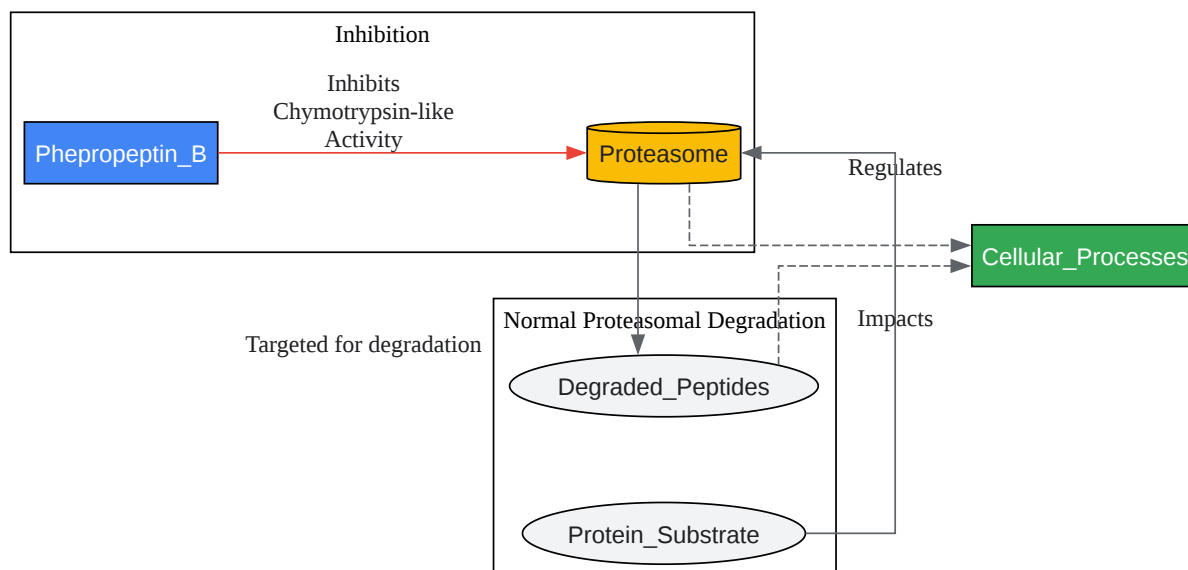 Inhibition
Inhibits
Chymotrypsin-like
Activity
Phepropeptin_B
Proteasome
Regulates
Cellular_Processes
Normal Proteasomal Degradation
Impacts
Targeted for degradation
Degraded_Peptides
Protein_Substrate